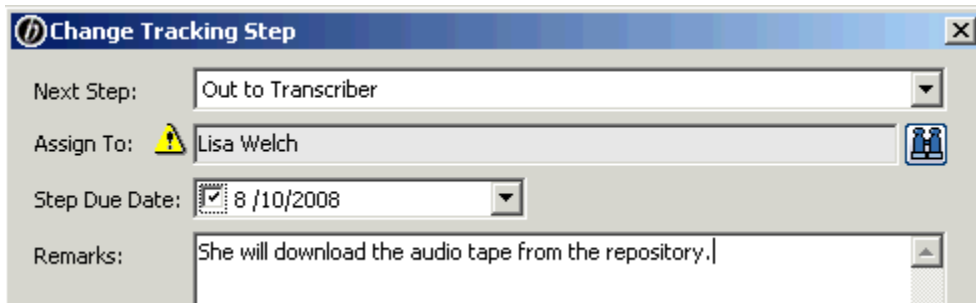 Change Tracking Step
Next Step: Out to Transcriber
Assign To: Lisa Welch
Step Due Date: 8 /10/2008
Remarks: She will download the audio tape from the repository.